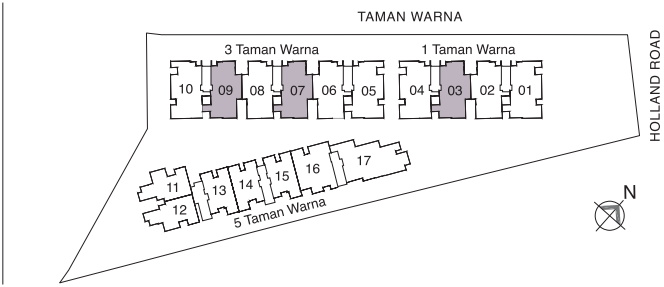 TAMAN WARNA
3 Taman Warna
1 Taman Warna
HOLLAND ROAD
10 09 08 07 06 05 04 03 02 01
11 12 13 14 15 16 17
5 Taman Warna
N